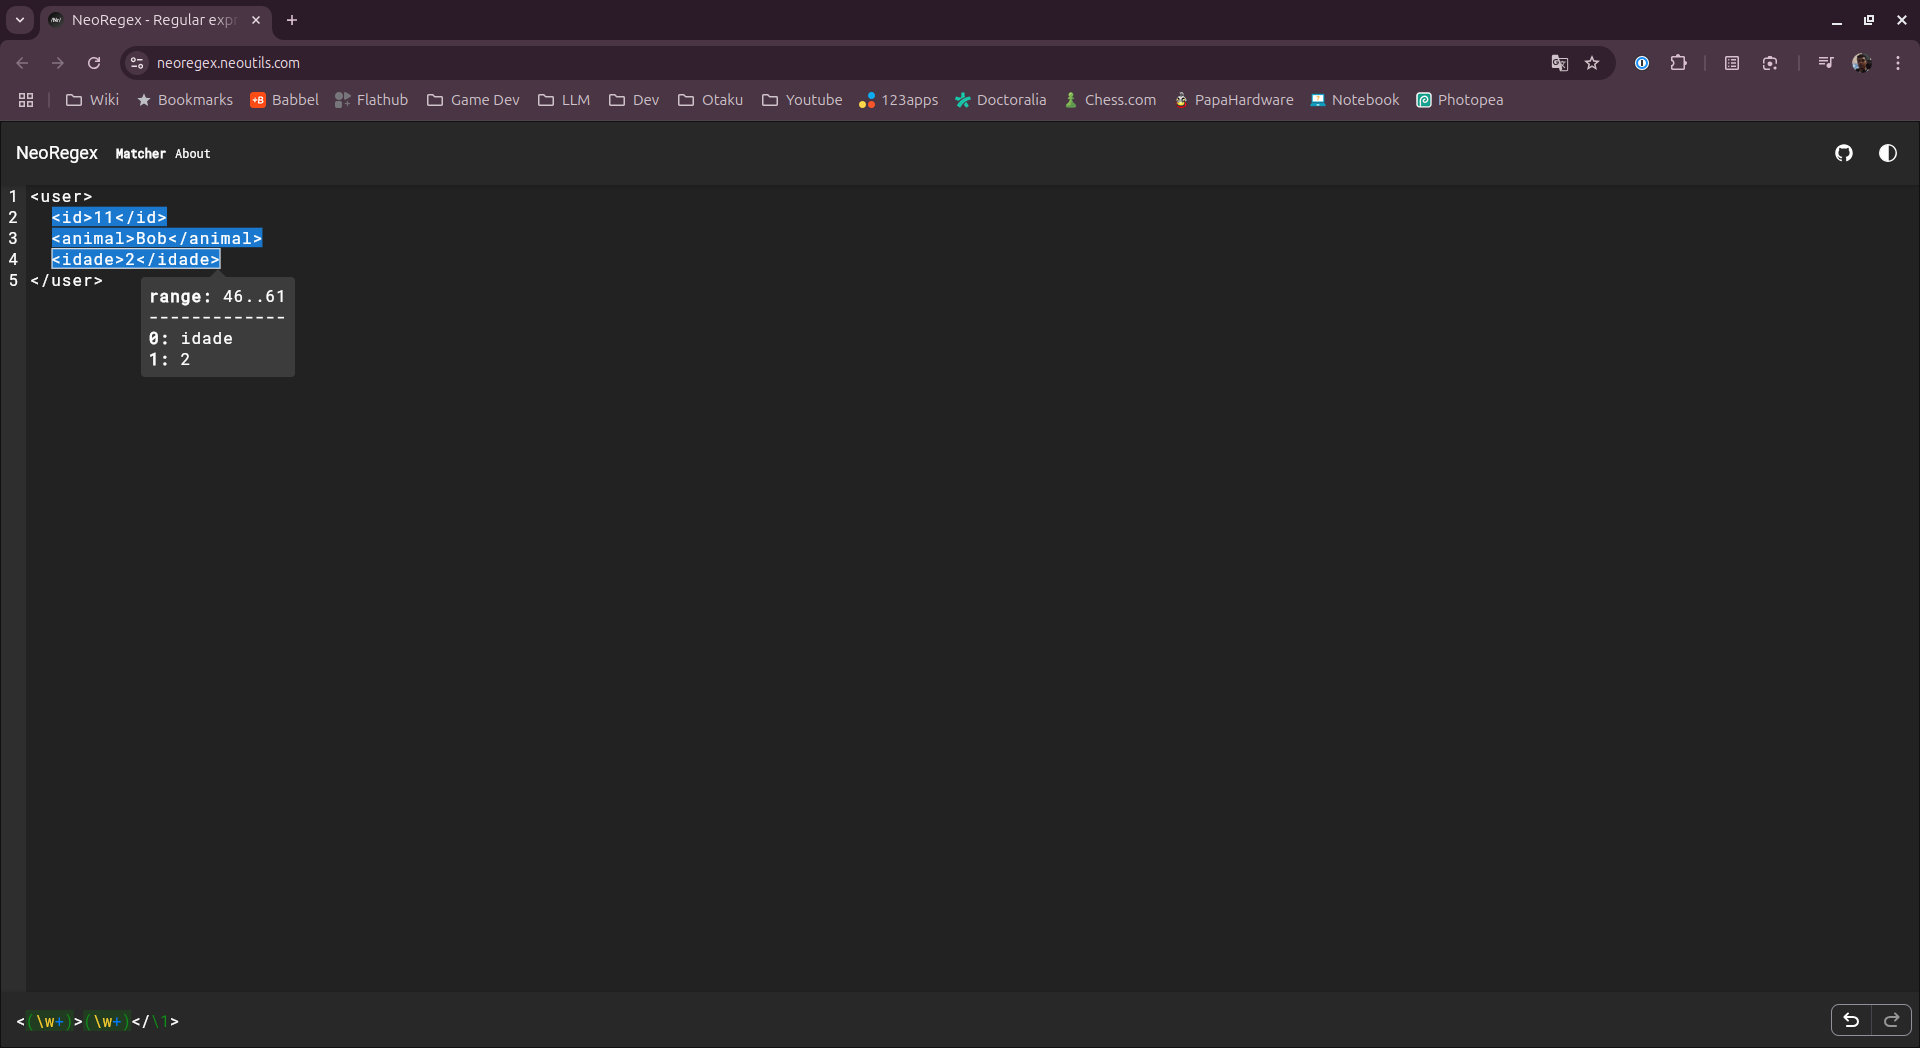 NeoRegex - Regular expr
neoregex.neoutils.com
Wiki Bookmarks +B Babbel Flathub Game Dev LLM Dev Otaku Youtube 123apps Doctoralia Chess.com PapaHardware Notebook Photopea
NeoRegex Matcher About
1 <user>
2 <id>11</id>
3 <animal>Bob</animal>
4 <idade>2</idade>
5 </user>
range: 46..61
-------------
0: idade
1: 2
<(\w+)>(\w+)</\1>